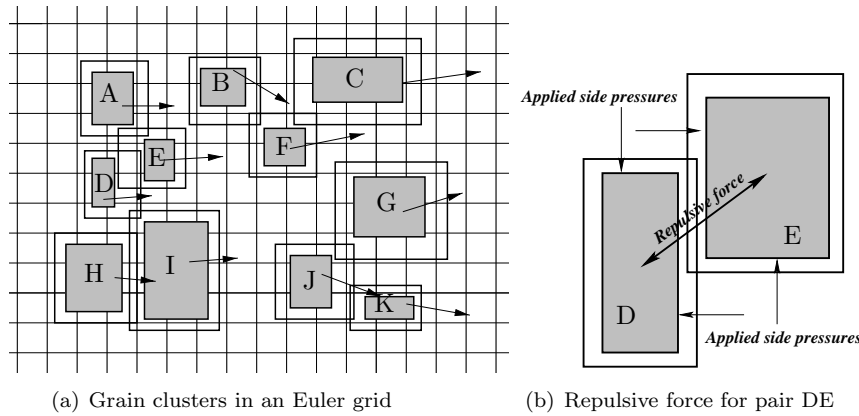 A
B
C
D
E
F
G
H
I
J
K
Applied side pressures
Repulsive force
E
D
Applied side pressures
(a) Grain clusters in an Euler grid
(b) Repulsive force for pair DE